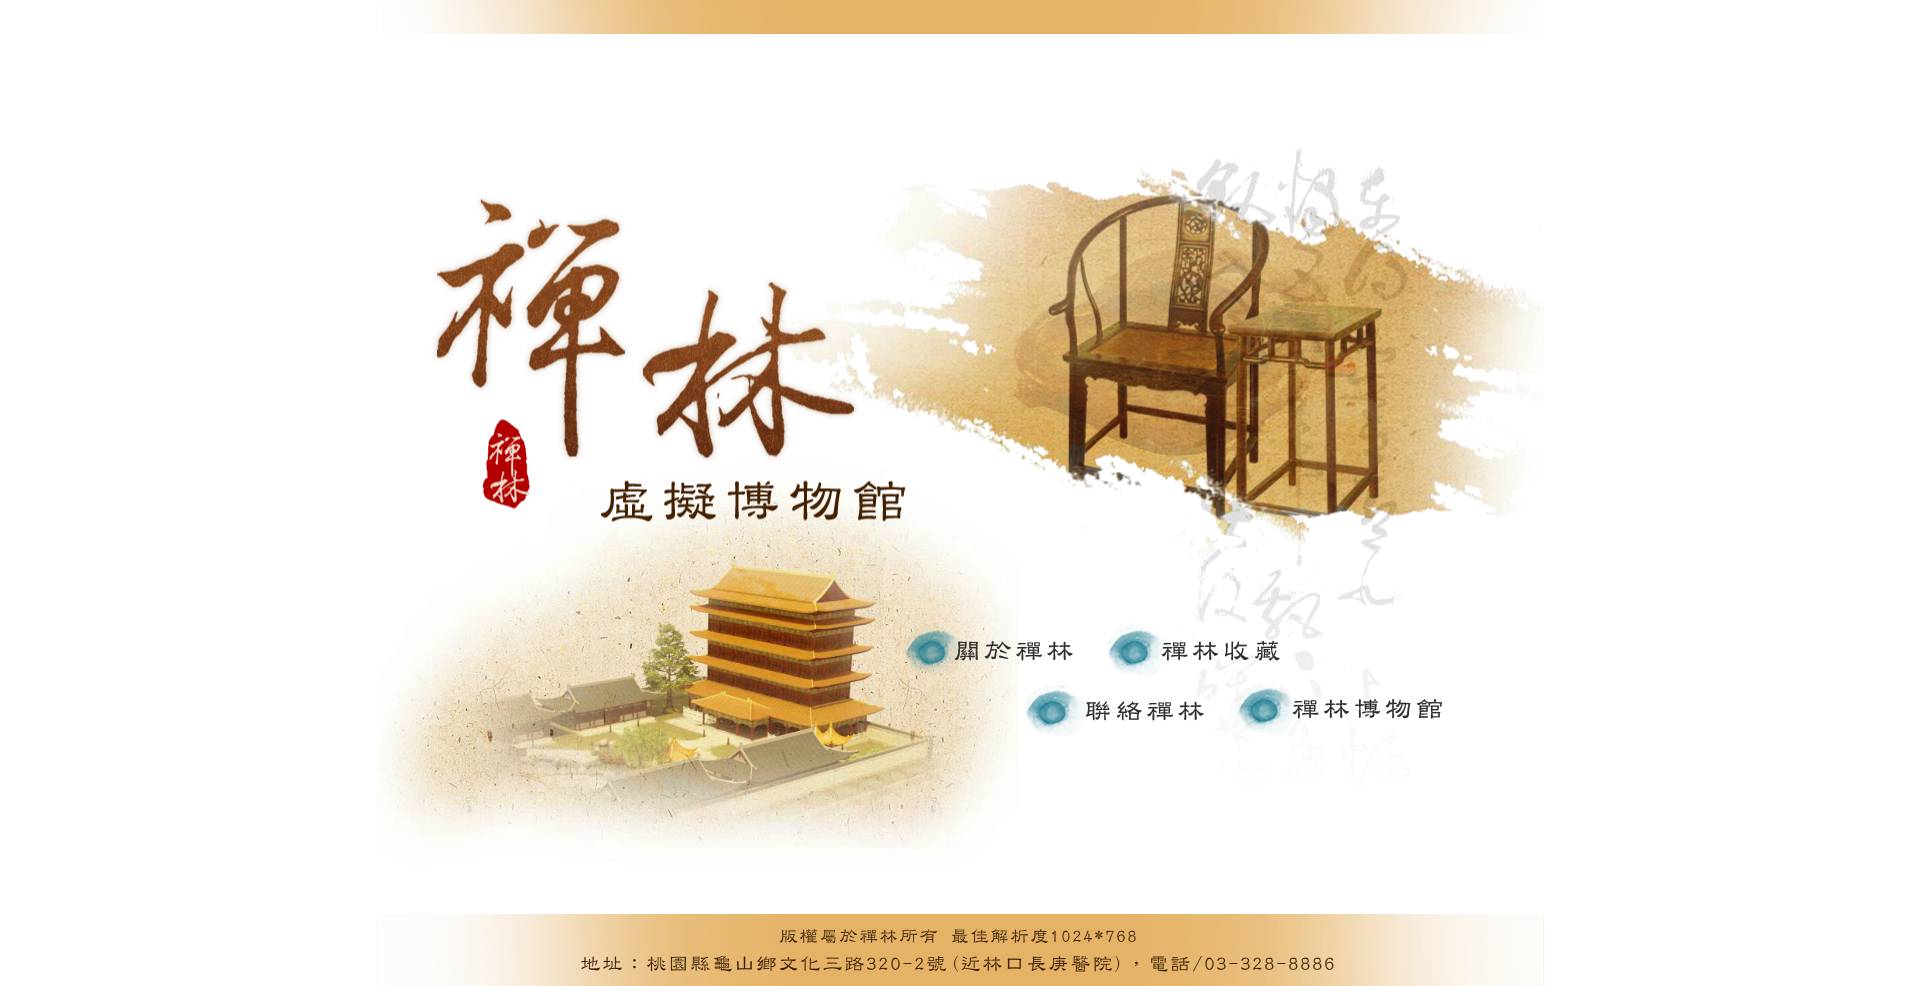 禪林
禪林
虛擬博物館
關於禪林
禪林收藏
聯絡禪林
禪林博物館
版權屬於禪林所有 最佳解析度1024*768
地址：桃園縣龜山鄉文化三路320-2號(近林口長庚醫院)，電話/03-328-8886